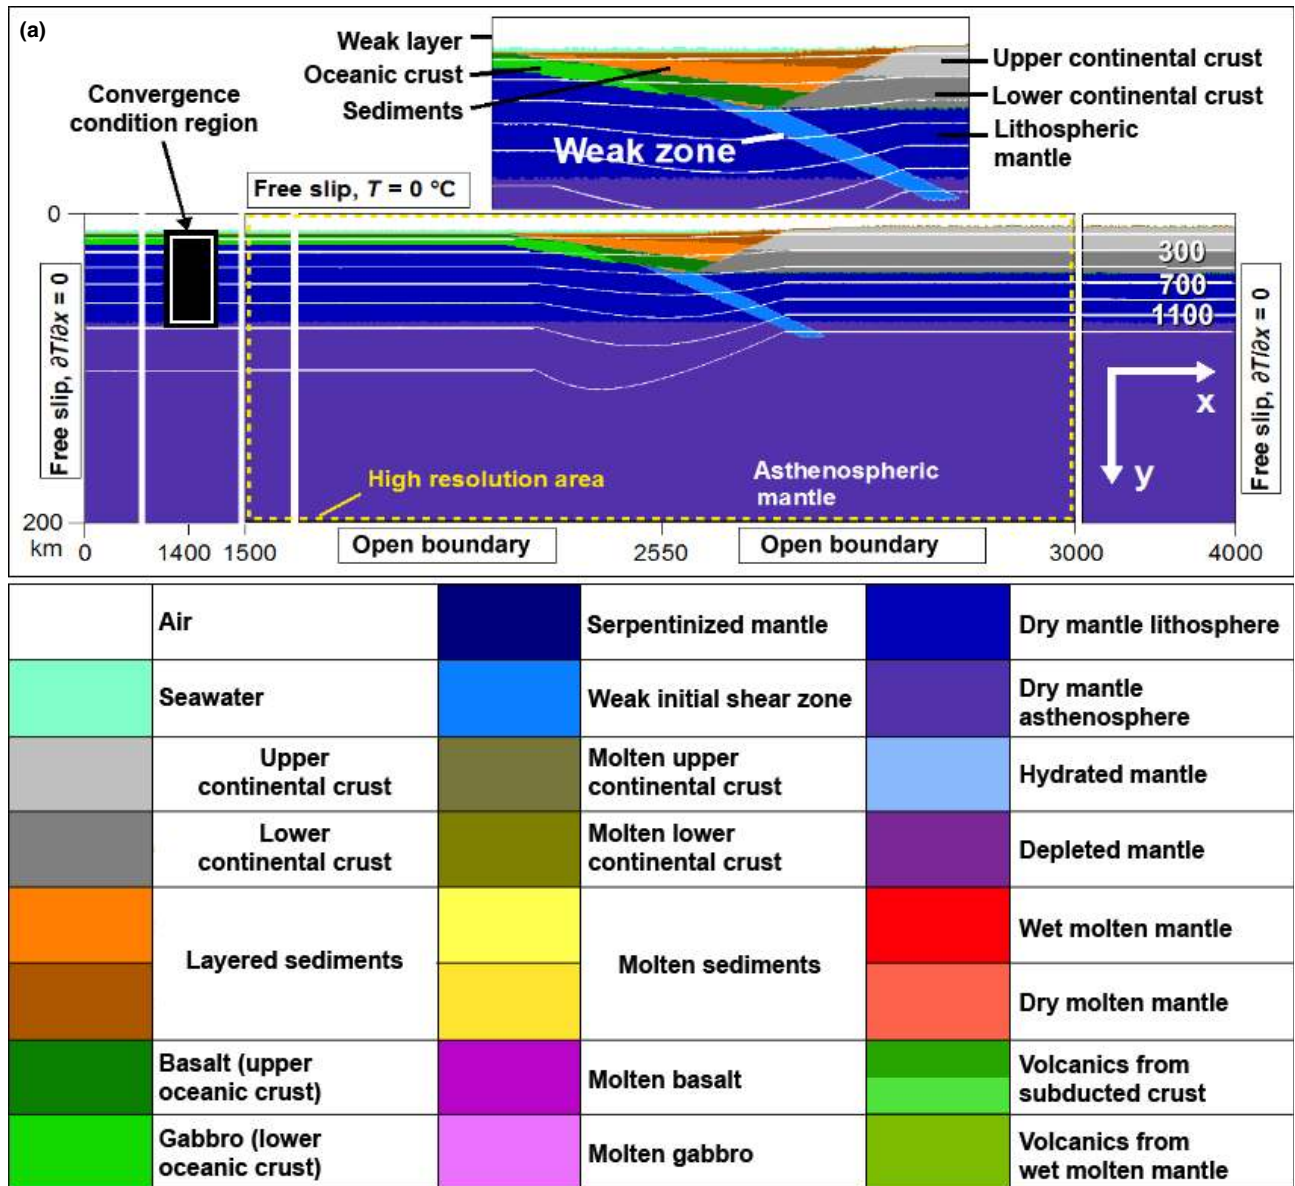 (a)
Weak layer
Oceanic crust
Sediments
Upper continental crust
Lower continental crust
Lithospheric
mantle
Weak zone
Convergence
condition region
Free slip, T = 0 °C
0
200
km
Free slip, ∂T/∂x = 0
300
700
1100
Free slip, ∂T/∂x = 0
x
y
High resolution area
Asthenospheric
mantle
0
1400
1500
Open boundary
2550
Open boundary
3000
4000
Air
Serpentinized mantle
Dry mantle lithosphere
Seawater
Weak initial shear zone
Dry mantle
asthenosphere
Upper
continental crust
Molten upper
continental crust
Hydrated mantle
Lower
continental crust
Molten lower
continental crust
Depleted mantle
Layered sediments
Molten sediments
Wet molten mantle
Dry molten mantle
Basalt (upper
oceanic crust)
Molten basalt
Volcanics from
subducted crust
Gabbro (lower
oceanic crust)
Molten gabbro
Volcanics from
wet molten mantle